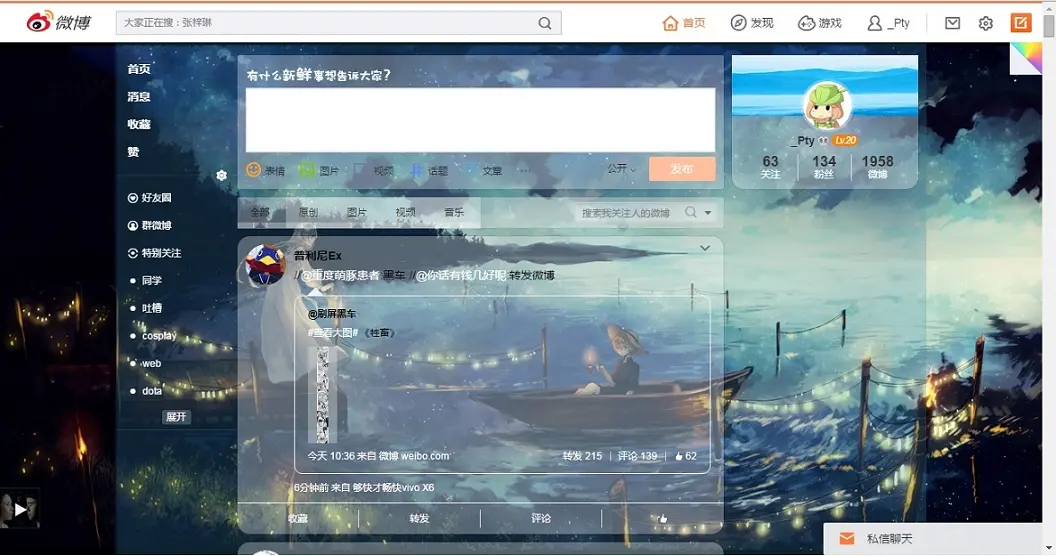 微博
大家正在搜：张梓琳
首页
发现
游戏
_Pty
首页
消息
收藏
赞
好友圈
群微博
特别关注
同学
吐槽
cosplay
web
dota
展开
有什么新鲜事想告诉大家?
表情 图片 视频 话题 文章 ...
公开
发布
全部 原创 图片 视频 音乐
搜索我关注人的微博
普利尼Ex
//@重度萌豚患者:黑车 //@你话有钱几好呢:转发微博
@刷屏黑车
#查看大图# 《牲畜》
今天 10:36 来自 微博 weibo.com
转发 215 | 评论 139 | 62
6分钟前 来自 够快才畅快vivo X6
收藏 转发 评论
_Pty Lv.20
63 134 1958
关注 粉丝 微博
私信聊天